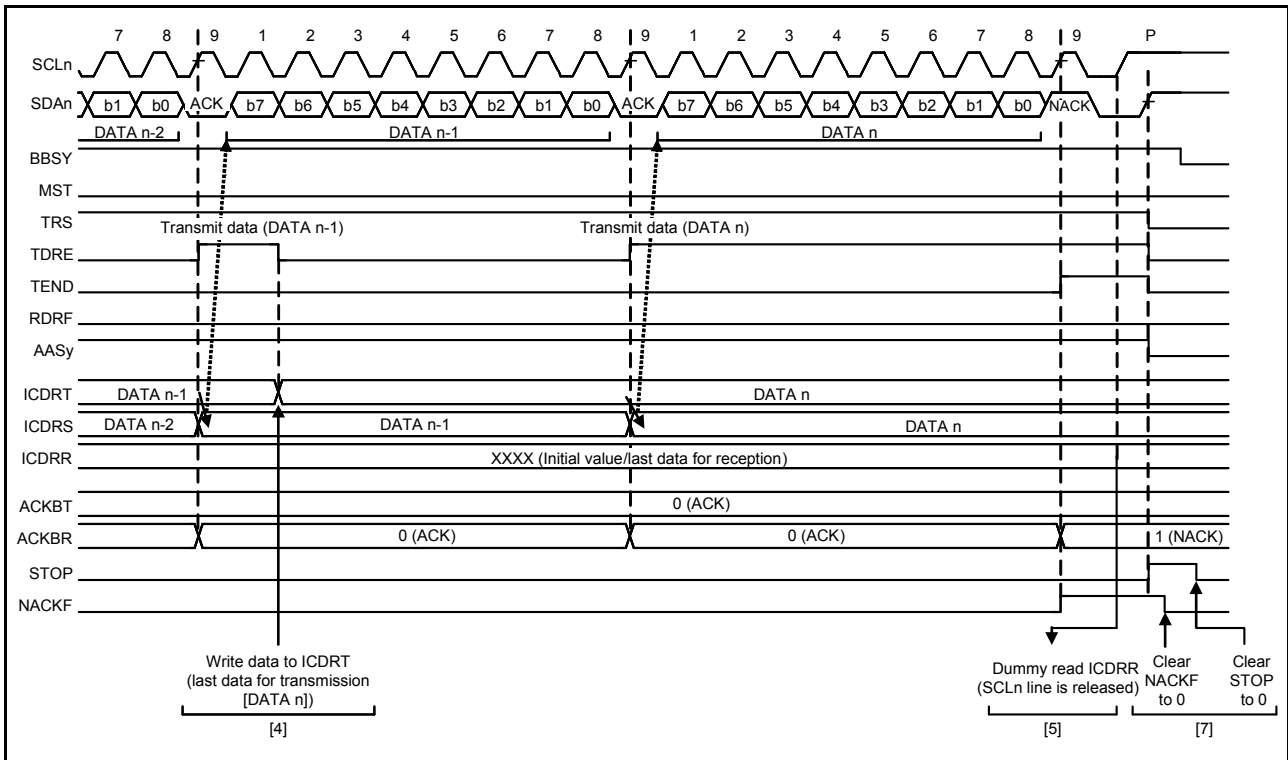 7 8 9 1 2 3 4 5 6 7 8 9 1 2 3 4 5 6 7 8 9 P
SCLn
SDAn b1 b0 ACK b7 b6 b5 b4 b3 b2 b1 b0 ACK b7 b6 b5 b4 b3 b2 b1 b0 NACK
DATA n-2 DATA n-1 DATA n
BBSY
MST
TRS
Transmit data (DATA n-1) Transmit data (DATA n)
TDRE
TEND
RDRF
AASy
ICDRT DATA n-1 DATA n
ICDRS DATA n-2 DATA n-1 DATA n
ICDRR XXXX (Initial value/last data for reception)
ACKBT 0 (ACK)
ACKBR 0 (ACK) 0 (ACK) 1 (NACK)
STOP
NACKF
Write data to ICDRT
(last data for transmission
[DATA n])
[4]
Dummy read ICDRR
(SCLn line is released)
[5]
Clear
NACKF
to 0
Clear
STOP
to 0
[7]